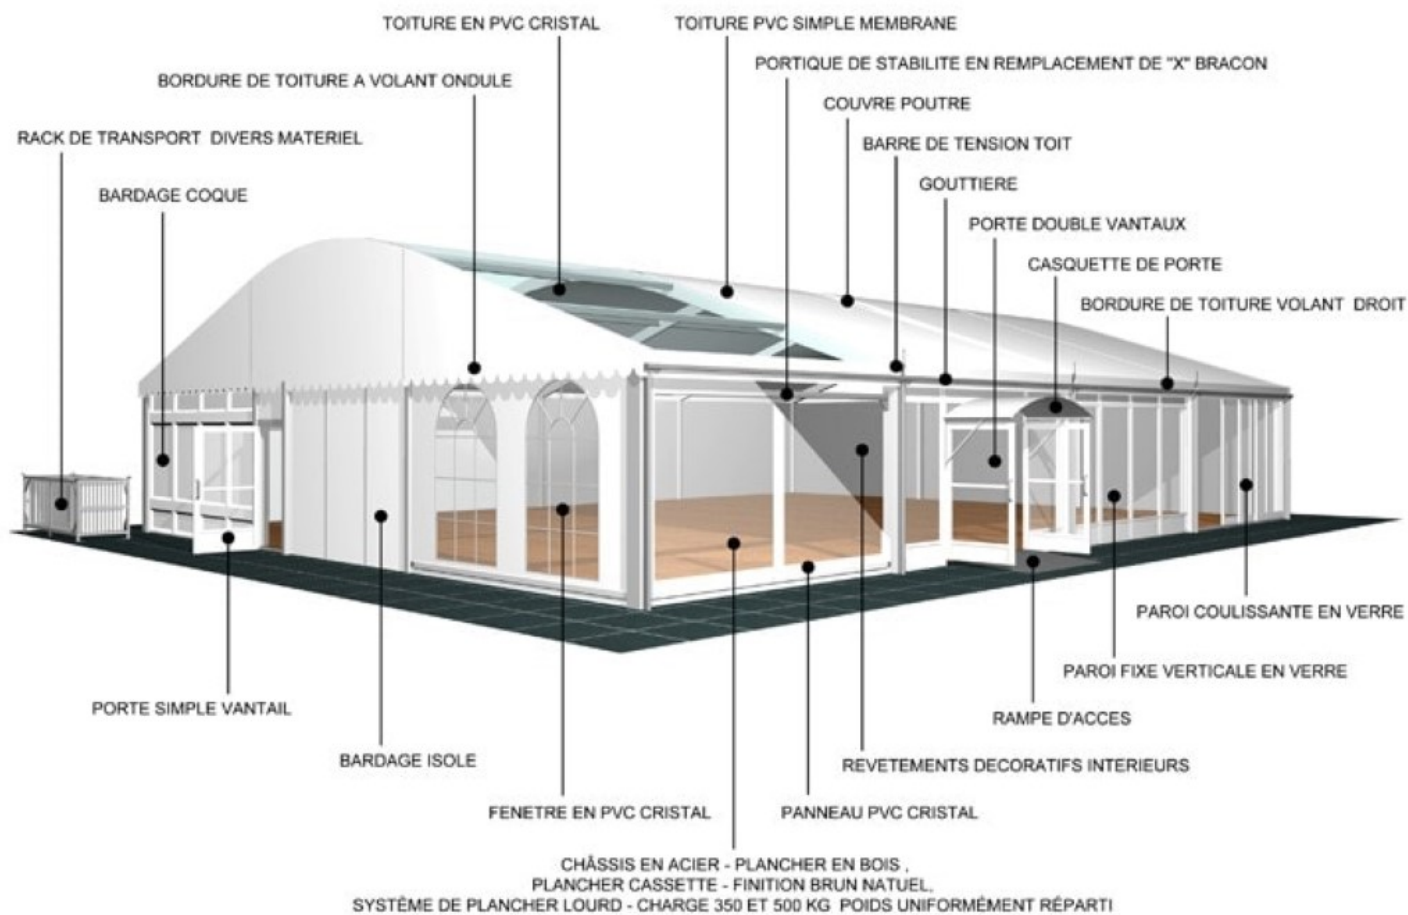 TOITURE EN PVC CRISTAL
TOITURE PVC SIMPLE MEMBRANE
PORTIQUE DE STABILITE EN REMPLACEMENT DE "X" BRACON
BORDURE DE TOITURE A VOLANT ONDULE
COUVRE POUTRE
RACK DE TRANSPORT DIVERS MATERIEL
BARRE DE TENSION TOIT
GOUTTIERE
BARDAGE COQUE
PORTE DOUBLE VANTAUX
CASQUETTE DE PORTE
BORDURE DE TOITURE VOLANT DROIT
PAROI COULISSANTE EN VERRE
PAROI FIXE VERTICALE EN VERRE
PORTE SIMPLE VANTAIL
RAMPE D'ACCES
BARDAGE ISOLE
REVETEMENTS DECORATIFS INTERIEURS
FENETRE EN PVC CRISTAL
PANNEAU PVC CRISTAL
CHÂSSIS EN ACIER - PLANCHER EN BOIS ,
PLANCHER CASSETTE - FINITION BRUN NATUEL,
SYSTÈME DE PLANCHER LOURD - CHARGE 350 ET 500 KG POIDS UNIFORMÉMENT RÉPARTI